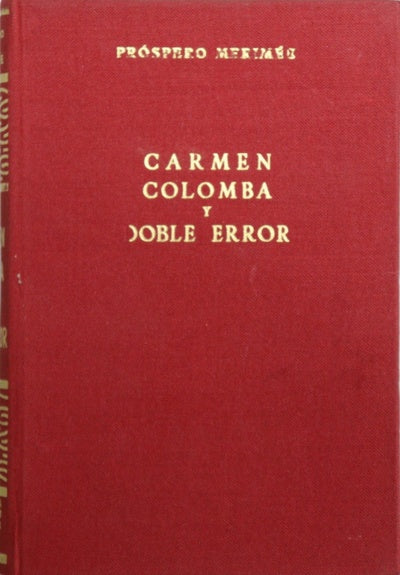 PRÓSPERO MERIMÉE
CARMEN
COLOMBA
Y
DOBLE ERROR